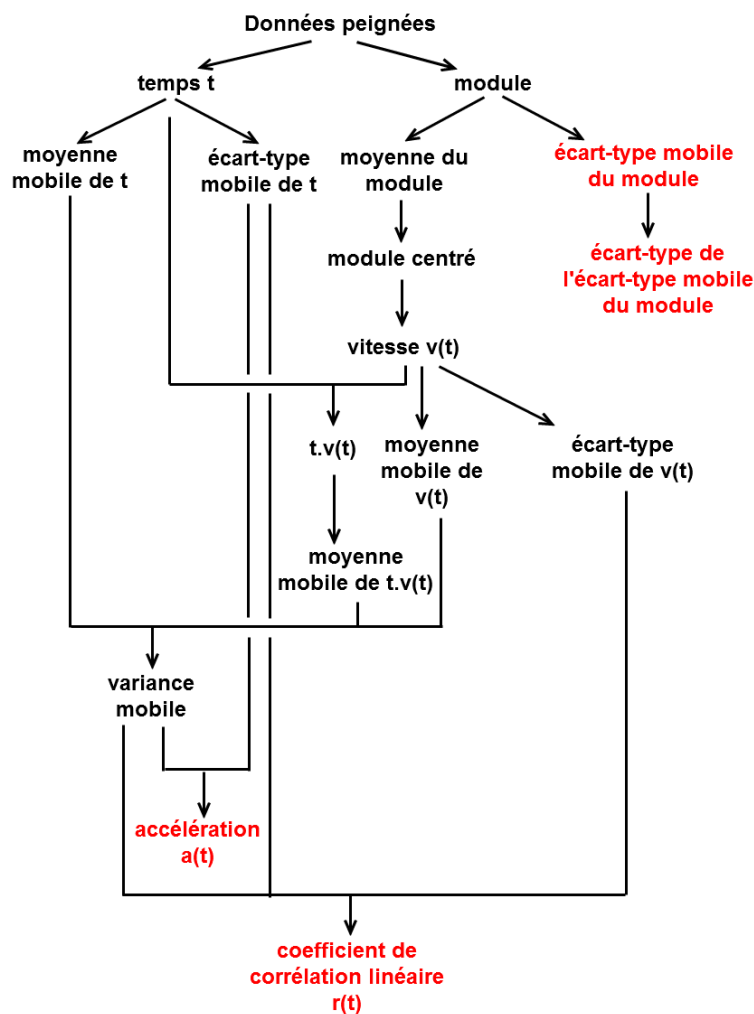 Données peignées
temps t
module
moyenne
mobile de t
écart-type
mobile de t
moyenne du
module
écart-type mobile
du module
module centré
écart-type de
l'écart-type mobile
du module
vitesse v(t)
t.v(t)
moyenne
mobile de
v(t)
écart-type
mobile de v(t)
moyenne
mobile de t.v(t)
variance
mobile
accélération
a(t)
coefficient de
corrélation linéaire
r(t)